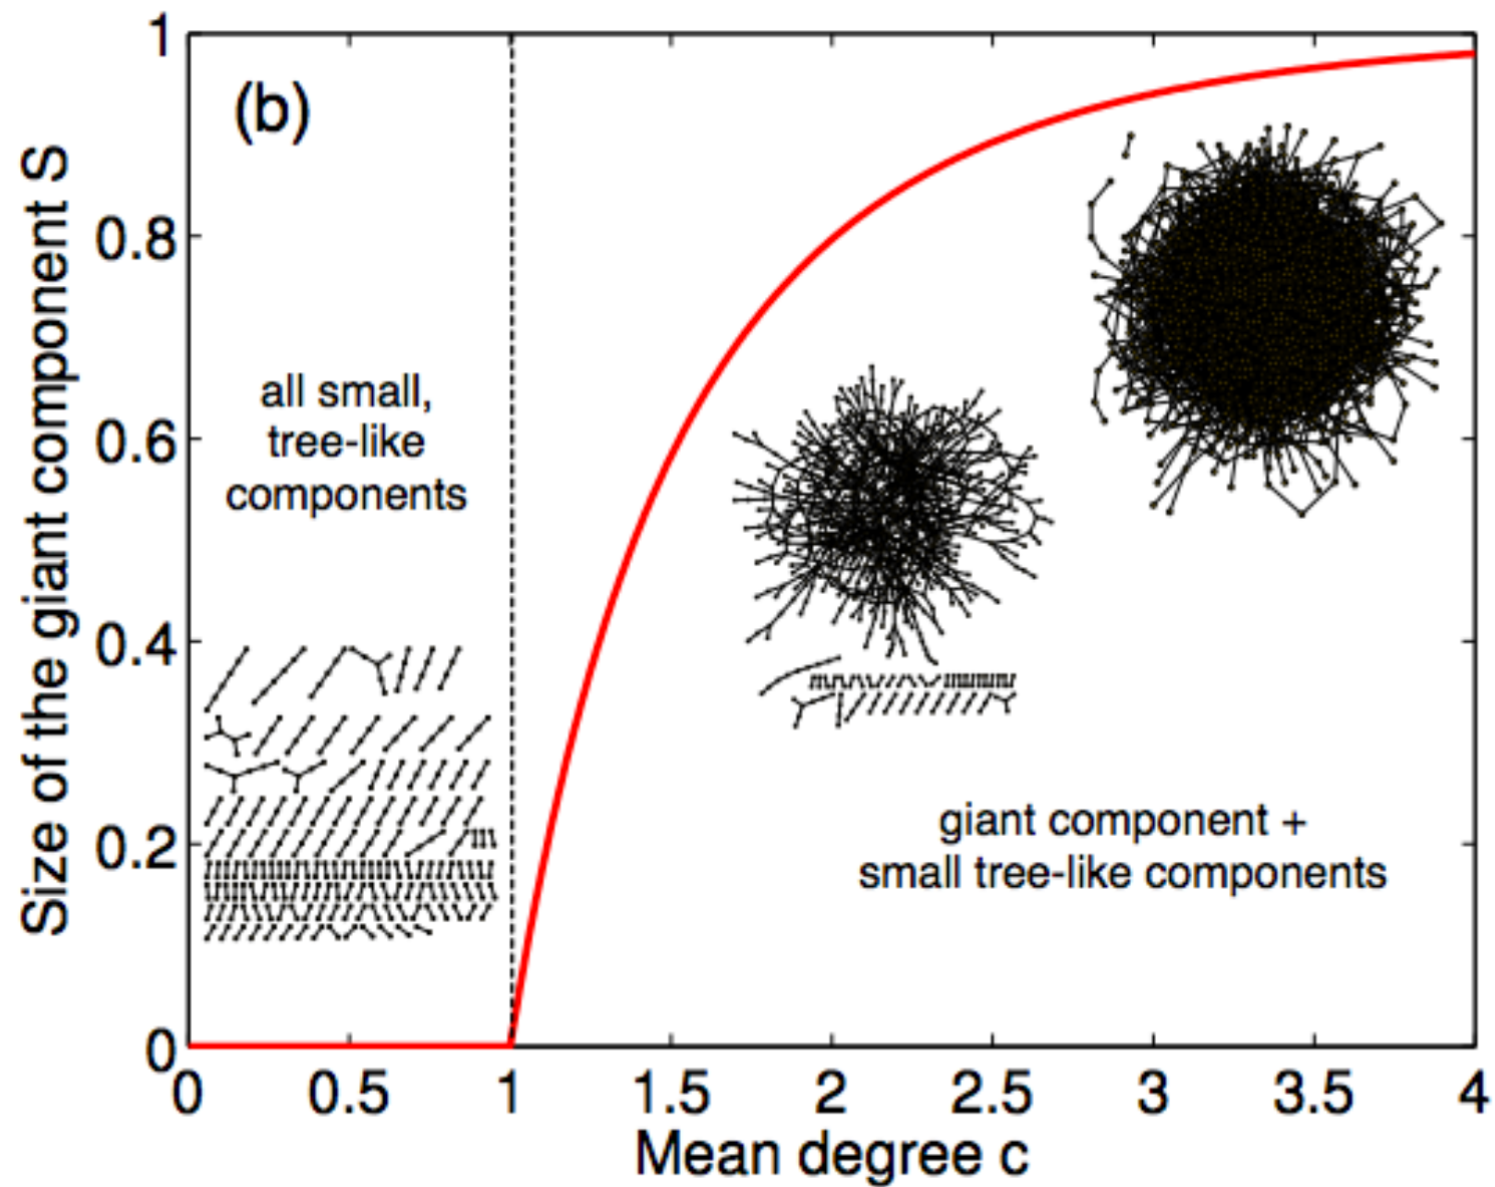 (b)
Size of the giant component S
1
0.8
0.6
0.4
0.2
0
all small,
tree-like
components
giant component +
small tree-like components
0 0.5 1 1.5 2 2.5 3 3.5 4
Mean degree c